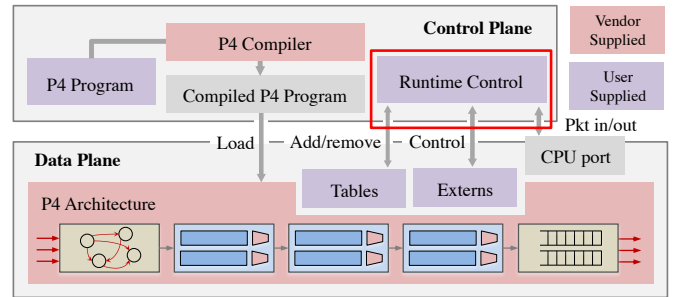 Control Plane
Vendor
Supplied
P4 Compiler
P4 Program
Compiled P4 Program
Runtime Control
User
Supplied
Pkt in/out
Load
Add/remove
Control
Data Plane
CPU port
Tables
Externs
P4 Architecture